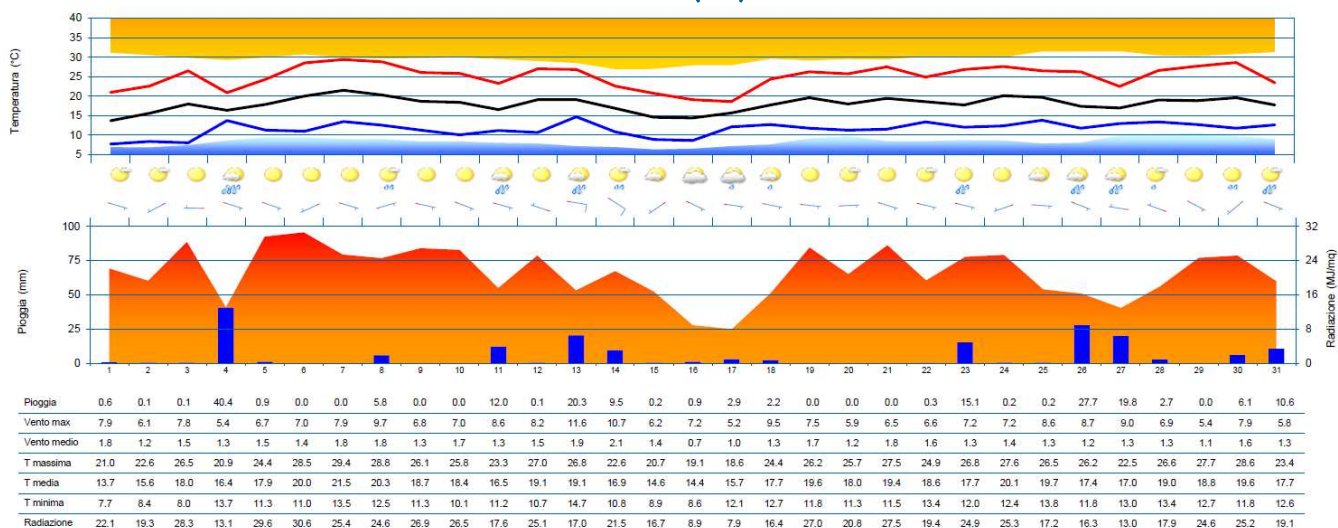 40
35
30
25
20
15
10
5
Temperatura (°C)
100
75
50
25
0
Pioggia (mm)
32
24
16
8
0
Radiazione (MJ/mq)
1 2 3 4 5 6 7 8 9 10 11 12 13 14 15 16 17 18 19 20 21 22 23 24 25 26 27 28 29 30 31
Pioggia 0.6 0.1 0.1 40.4 0.9 0.0 0.0 5.8 0.0 0.0 12.0 0.1 20.3 9.5 0.2 0.9 2.9 2.2 0.0 0.0 0.0 0.3 15.1 0.2 0.2 27.7 19.8 2.7 0.0 6.1 10.6
Vento max 7.9 6.1 7.8 5.4 6.7 7.0 7.9 9.7 6.8 7.0 8.6 8.2 11.6 10.7 6.2 7.2 5.2 9.5 7.5 5.9 6.5 6.6 7.2 7.2 8.6 8.7 9.0 6.9 5.4 7.9 5.8
Vento medio 1.8 1.2 1.5 1.3 1.5 1.4 1.8 1.8 1.3 1.7 1.3 1.5 1.9 2.1 1.4 0.7 1.0 1.3 1.7 1.2 1.8 1.6 1.3 1.4 1.3 1.2 1.3 1.3 1.1 1.6 1.3
T massima 21.0 22.6 26.5 20.9 24.4 28.5 29.4 28.8 26.1 25.8 23.3 27.0 26.8 22.6 20.7 19.1 18.6 24.4 26.2 25.7 27.5 24.9 26.8 27.6 26.5 26.2 22.5 26.6 27.7 28.6 23.4
T media 13.7 15.6 18.0 16.4 17.9 20.0 21.5 20.3 18.7 18.4 16.5 19.1 19.1 16.9 14.6 14.4 15.7 17.7 19.6 18.0 19.4 18.6 17.7 20.1 19.7 17.4 17.0 19.0 18.8 19.6 17.7
T minima 7.7 8.4 8.0 13.7 11.3 11.0 13.5 12.5 11.3 10.1 11.2 10.7 14.7 10.8 8.9 8.6 12.1 12.7 11.8 11.3 11.5 13.4 12.0 12.4 13.8 11.8 13.0 13.4 12.7 11.8 12.6
Radiazione 22.1 19.3 28.3 13.1 29.6 30.6 25.4 24.6 26.9 26.5 17.6 25.1 17.0 21.5 16.7 8.9 7.9 16.4 27.0 20.8 27.5 19.4 24.9 25.3 17.2 16.3 13.0 17.9 24.6 25.2 19.1